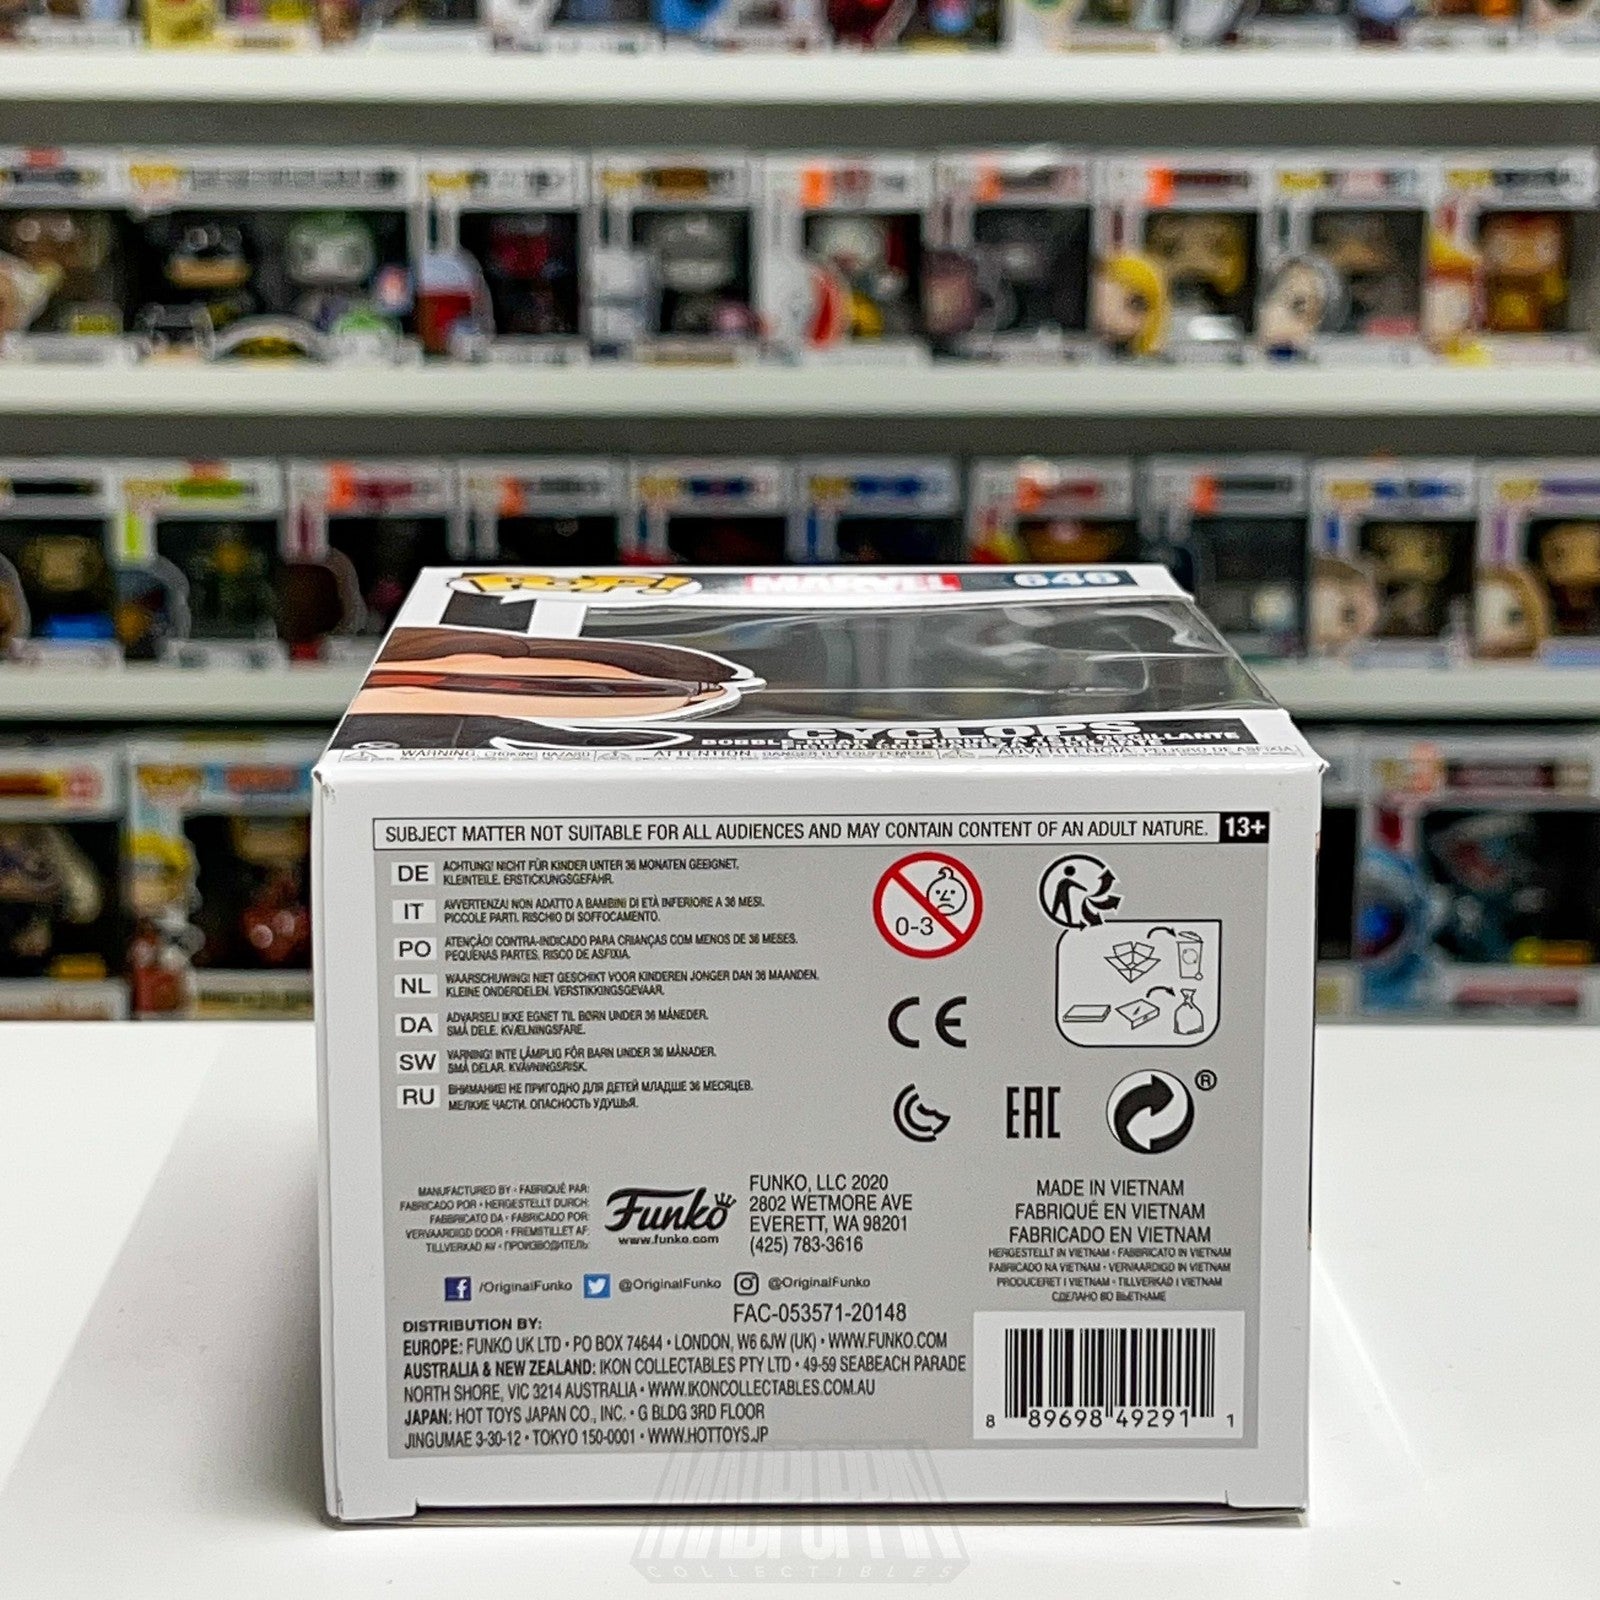 POP!
MARVEL
646
CYCLOPS
WARNING: CHOKING HAZARD
ATTENTION:
SUBJECT MATTER NOT SUITABLE FOR ALL AUDIENCES AND MAY CONTAIN CONTENT OF AN ADULT NATURE. 13+
DE ACHTUNG! NICHT FÜR KINDER UNTER 36 MONATEN GEEIGNET.
KLEINTEILE. ERSTICKUNGSGEFAHR.
IT AVVERTENZA! NON ADATTO A BAMBINI DI ETÀ INFERIORE A 36 MESI.
PICCOLE PARTI. RISCHIO DI SOFFOCAMENTO.
PO ATENÇÃO! CONTRA-INDICADO PARA CRIANÇAS COM MENOS DE 36 MESES.
PEQUENAS PARTES. RISCO DE ASFIXIA.
NL WAARSCHUWING! NIET GESCHIKT VOOR KINDEREN JONGER DAN 36 MAANDEN.
KLEINE ONDERDELEN. VERSTIKKINGSGEVAAR.
DA ADVARSEL! IKKE EGNET TIL BØRN UNDER 36 MÅNEDER.
SMÅ DELE. KVÆLNINGSFARE.
SW VARNING! INTE LÄMPLIG FÖR BARN UNDER 36 MÅNADER.
SMÅ DELAR. KVÄVNINGSRISK.
RU ВНИМАНИЕ! НЕ ПРИГОДНО ДЛЯ ДЕТЕЙ МЛАДШЕ 36 МЕСЯЦЕВ.
МЕЛКИЕ ЧАСТИ. ОПАСНОСТЬ УДУШЬЯ.
0-3
CE
EAC
®
MANUFACTURED BY • FABRIQUÉ PAR:
FABRICADO POR • HERGESTELLT DURCH:
FABBRICATO DA • FABRICADO POR:
VERVAARDIGD DOOR • FREMSTILLET AF:
TILLVERKAD AV • ПРОИЗВОДИТЕЛЬ:
Funko
www.funko.com
FUNKO, LLC 2020
2802 WETMORE AVE
EVERETT, WA 98201
(425) 783-3616
MADE IN VIETNAM
FABRIQUÉ EN VIETNAM
FABRICADO EN VIETNAM
HERGESTELLT IN VIETNAM • FABBRICATO IN VIETNAM
FABRICADO NA VIETNAM • VERVAARDIGD IN VIETNAM
PRODUCERET I VIETNAM • TILLVERKAD I VIETNAM
СДЕЛАНО ВО ВЬЕТНАМЕ
/OriginalFunko @OriginalFunko @OriginalFunko
FAC-053571-20148
DISTRIBUTION BY:
EUROPE: FUNKO UK LTD • PO BOX 74644 • LONDON, W6 6JW (UK) • WWW.FUNKO.COM
AUSTRALIA & NEW ZEALAND: IKON COLLECTABLES PTY LTD • 49-59 SEABEACH PARADE
NORTH SHORE, VIC 3214 AUSTRALIA • WWW.IKONCOLLECTABLES.COM.AU
JAPAN: HOT TOYS JAPAN CO., INC. • G BLDG 3RD FLOOR
JINGUMAE 3-30-12 • TOKYO 150-0001 • WWW.HOTTOYS.JP
8 89698 49291 1
COLLECTIBLES